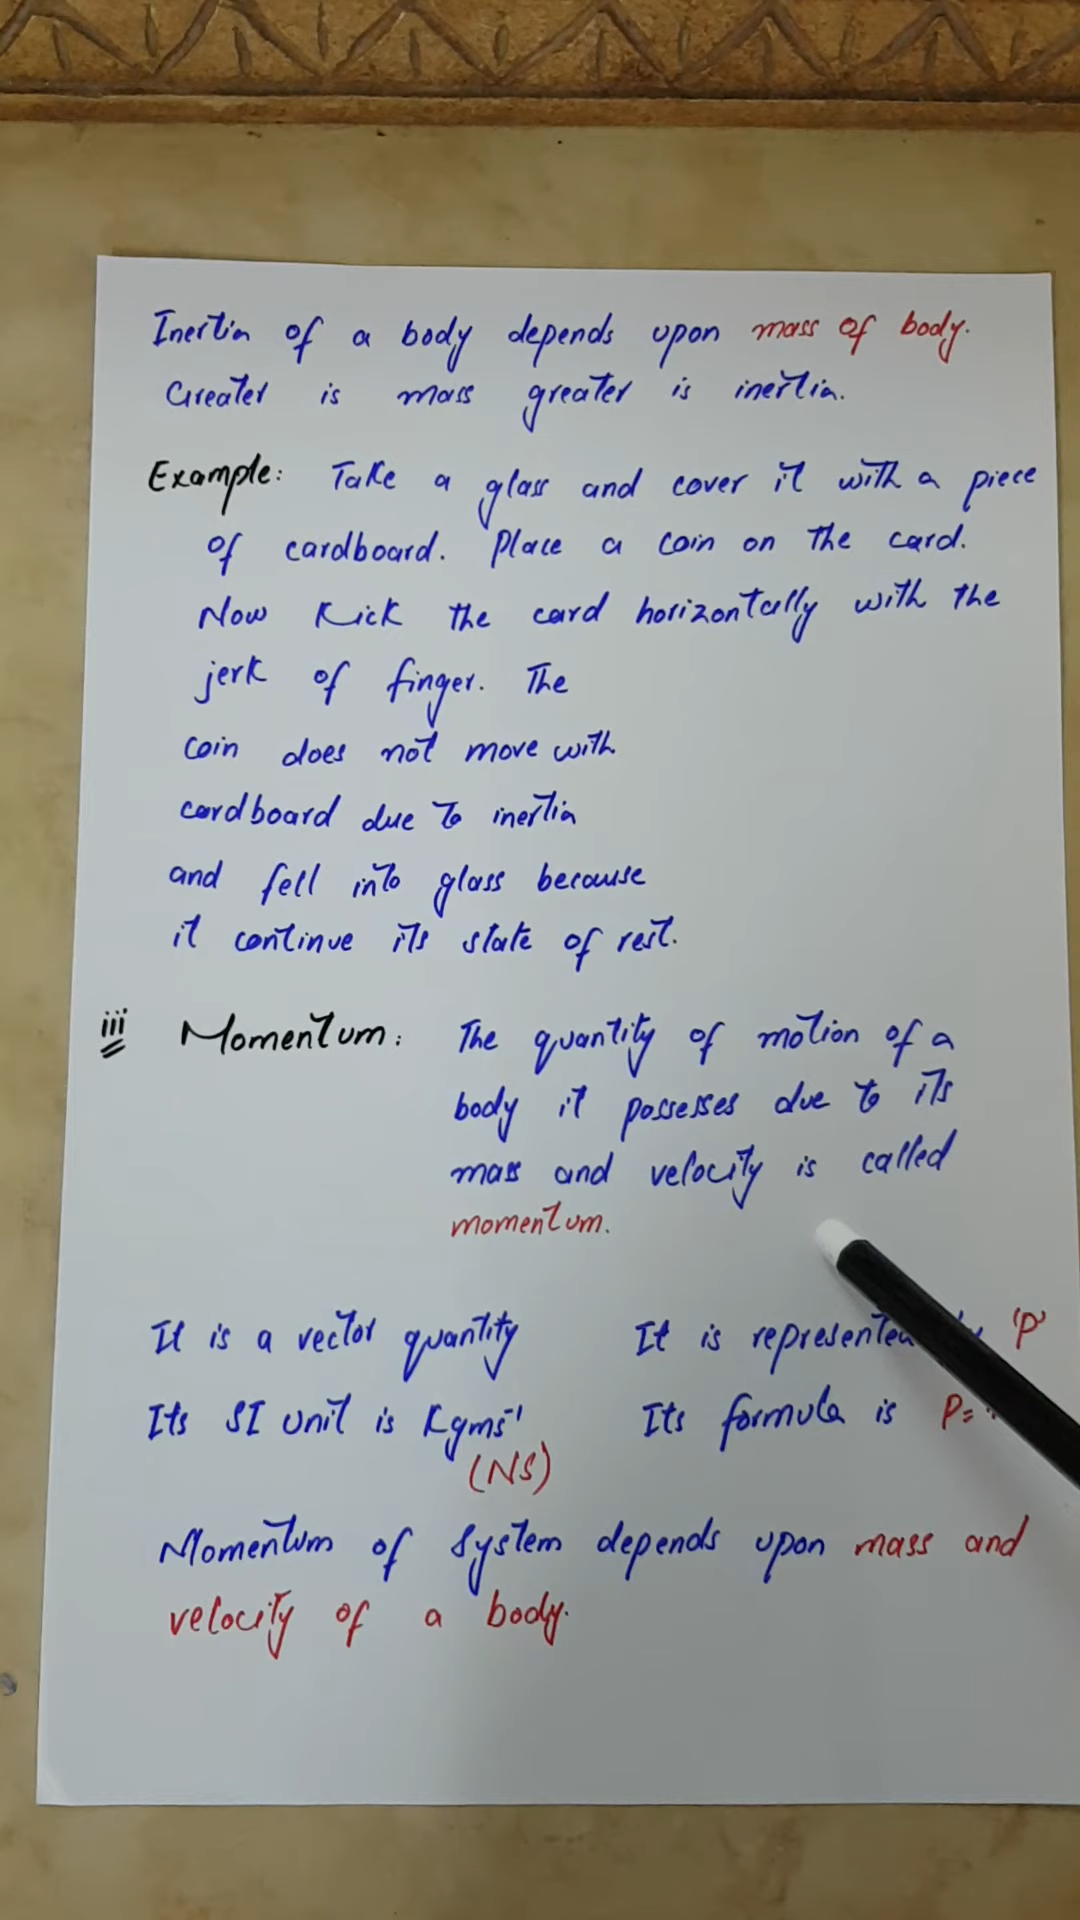 Inertia of a body depends upon mass of body.
Greater is mass greater is inertia.
Example: Take a glass and cover it with a piece
of cardboard. Place a coin on the card.
Now Kick the card horizontally with the
jerk of finger. The
coin does not move with
cardboard due to inertia
and fell into glass because
it continue its state of rest.
iii Momentum: The quantity of motion of a
body it possesses due to its
mass and velocity is called
momentum.
It is a vector quantity It is represented 'P'
Its SI unit is Kgms⁻¹ Its formula is P=
(NS)
Momentum of system depends upon mass and
velocity of a body.